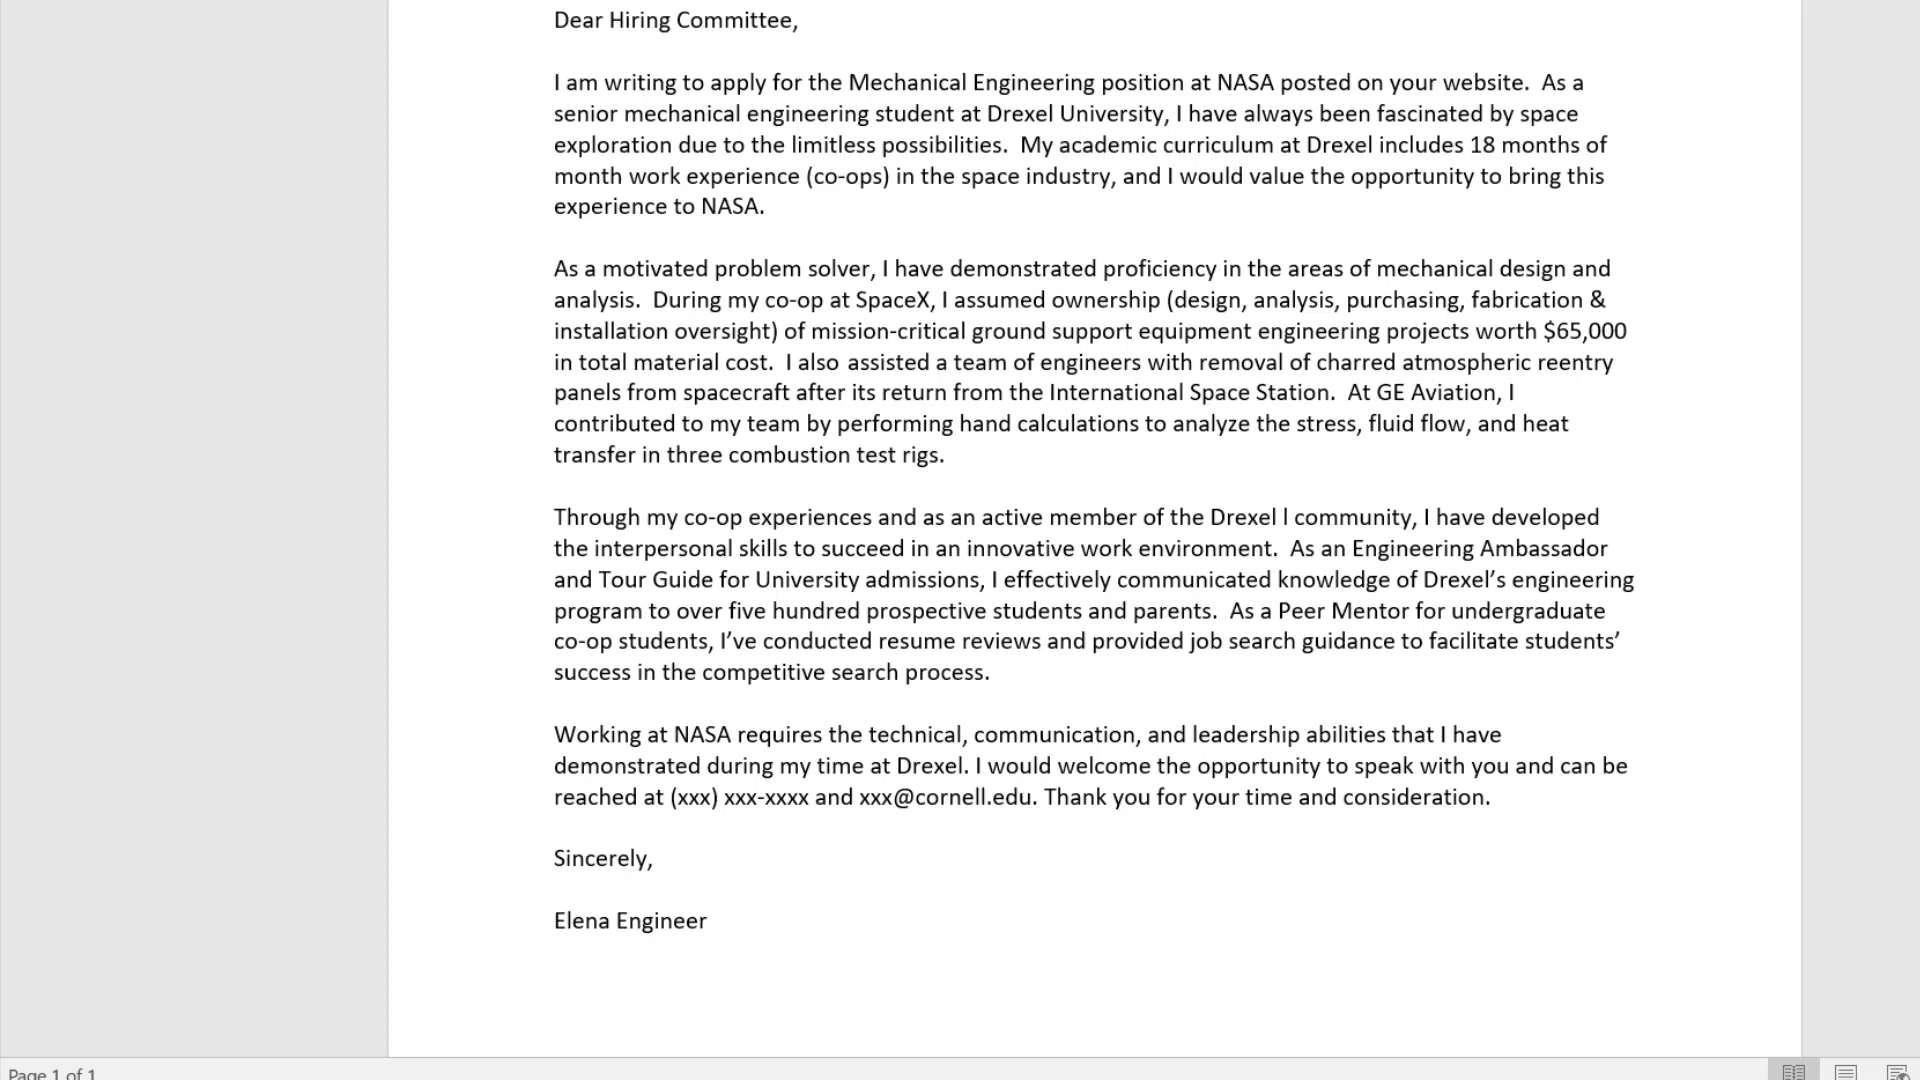 Dear Hiring Committee,
I am writing to apply for the Mechanical Engineering position at NASA posted on your website.  As a
senior mechanical engineering student at Drexel University, I have always been fascinated by space
exploration due to the limitless possibilities.  My academic curriculum at Drexel includes 18 months of
month work experience (co-ops) in the space industry, and I would value the opportunity to bring this
experience to NASA.
As a motivated problem solver, I have demonstrated proficiency in the areas of mechanical design and
analysis.  During my co-op at SpaceX, I assumed ownership (design, analysis, purchasing, fabrication &
installation oversight) of mission-critical ground support equipment engineering projects worth $65,000
in total material cost.  I also assisted a team of engineers with removal of charred atmospheric reentry
panels from spacecraft after its return from the International Space Station.  At GE Aviation, I
contributed to my team by performing hand calculations to analyze the stress, fluid flow, and heat
transfer in three combustion test rigs.
Through my co-op experiences and as an active member of the Drexel l community, I have developed
the interpersonal skills to succeed in an innovative work environment.  As an Engineering Ambassador
and Tour Guide for University admissions, I effectively communicated knowledge of Drexel’s engineering
program to over five hundred prospective students and parents.  As a Peer Mentor for undergraduate
co-op students, I’ve conducted resume reviews and provided job search guidance to facilitate students’
success in the competitive search process.
Working at NASA requires the technical, communication, and leadership abilities that I have
demonstrated during my time at Drexel. I would welcome the opportunity to speak with you and can be
reached at (xxx) xxx-xxxx and xxx@cornell.edu. Thank you for your time and consideration.
Sincerely,
Elena Engineer
Page 1 of 1